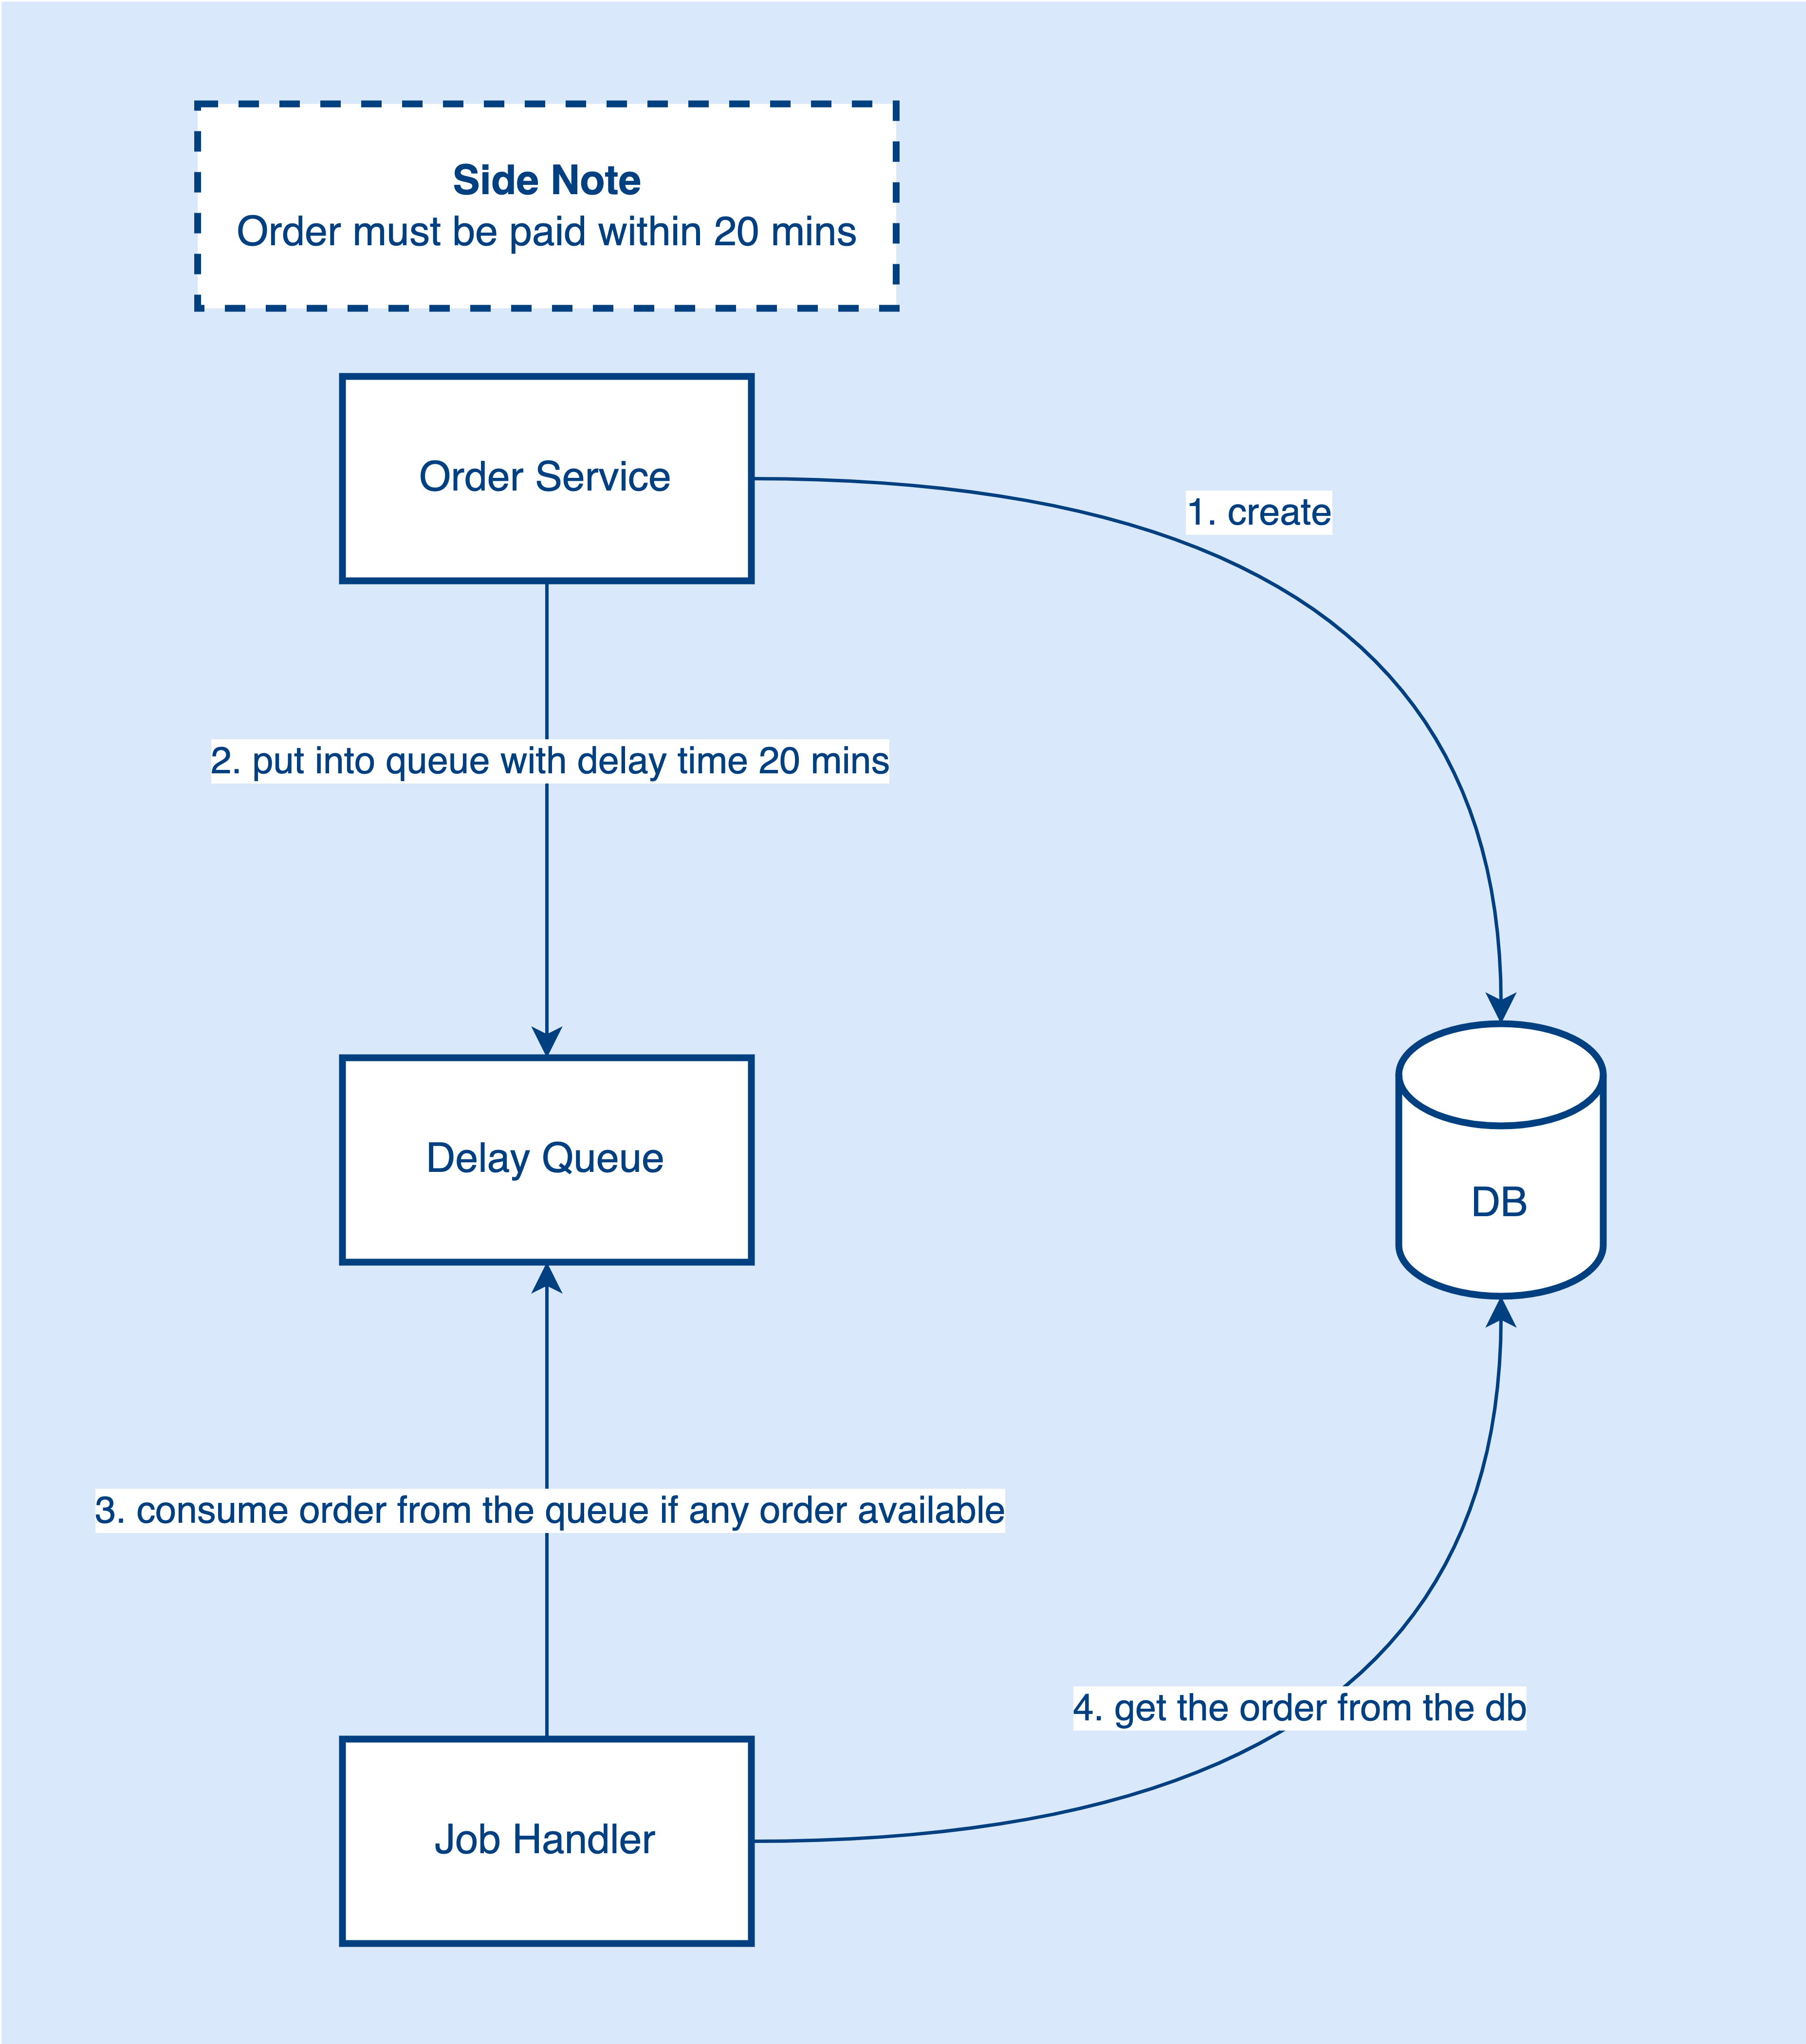 Side Note
Order must be paid within 20 mins
Order Service
1. create
2. put into queue with delay time 20 mins
Delay Queue
DB
3. consume order from the queue if any order available
4. get the order from the db
Job Handler